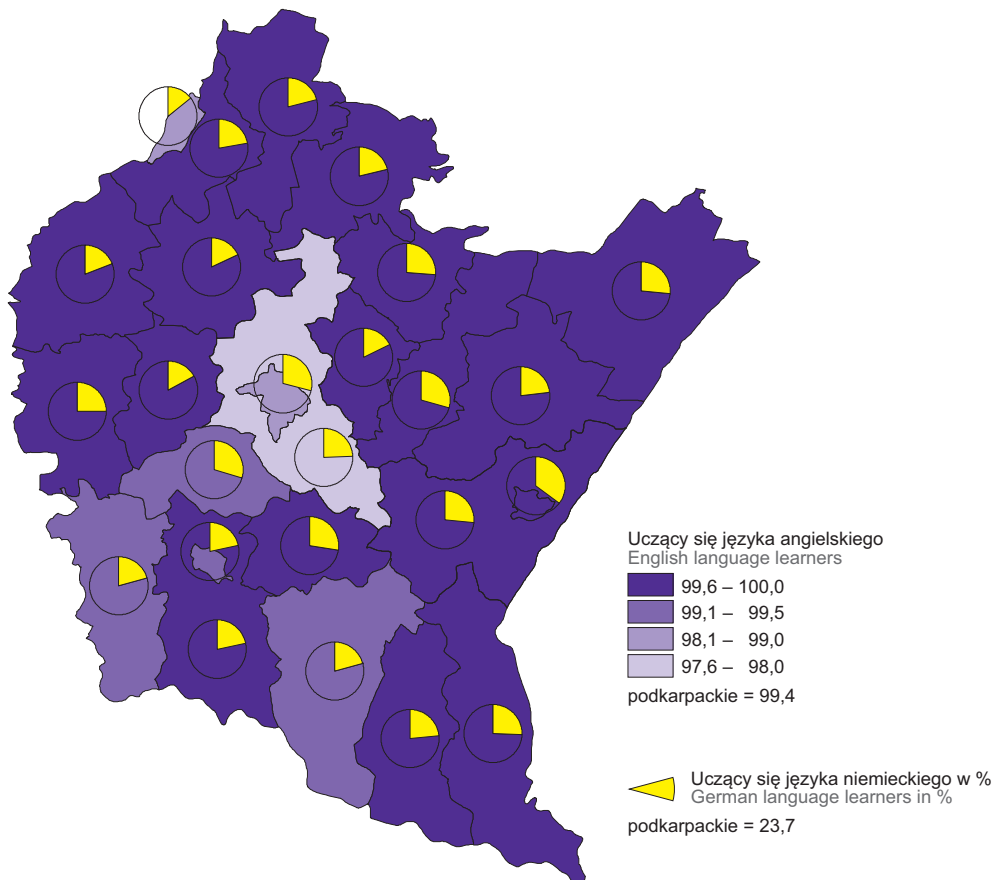 Uczący się języka angielskiego
English language learners
99,6 – 100,0
99,1 – 99,5
98,1 – 99,0
97,6 – 98,0
podkarpackie = 99,4
Uczący się języka niemieckiego w %
German language learners in %
podkarpackie = 23,7